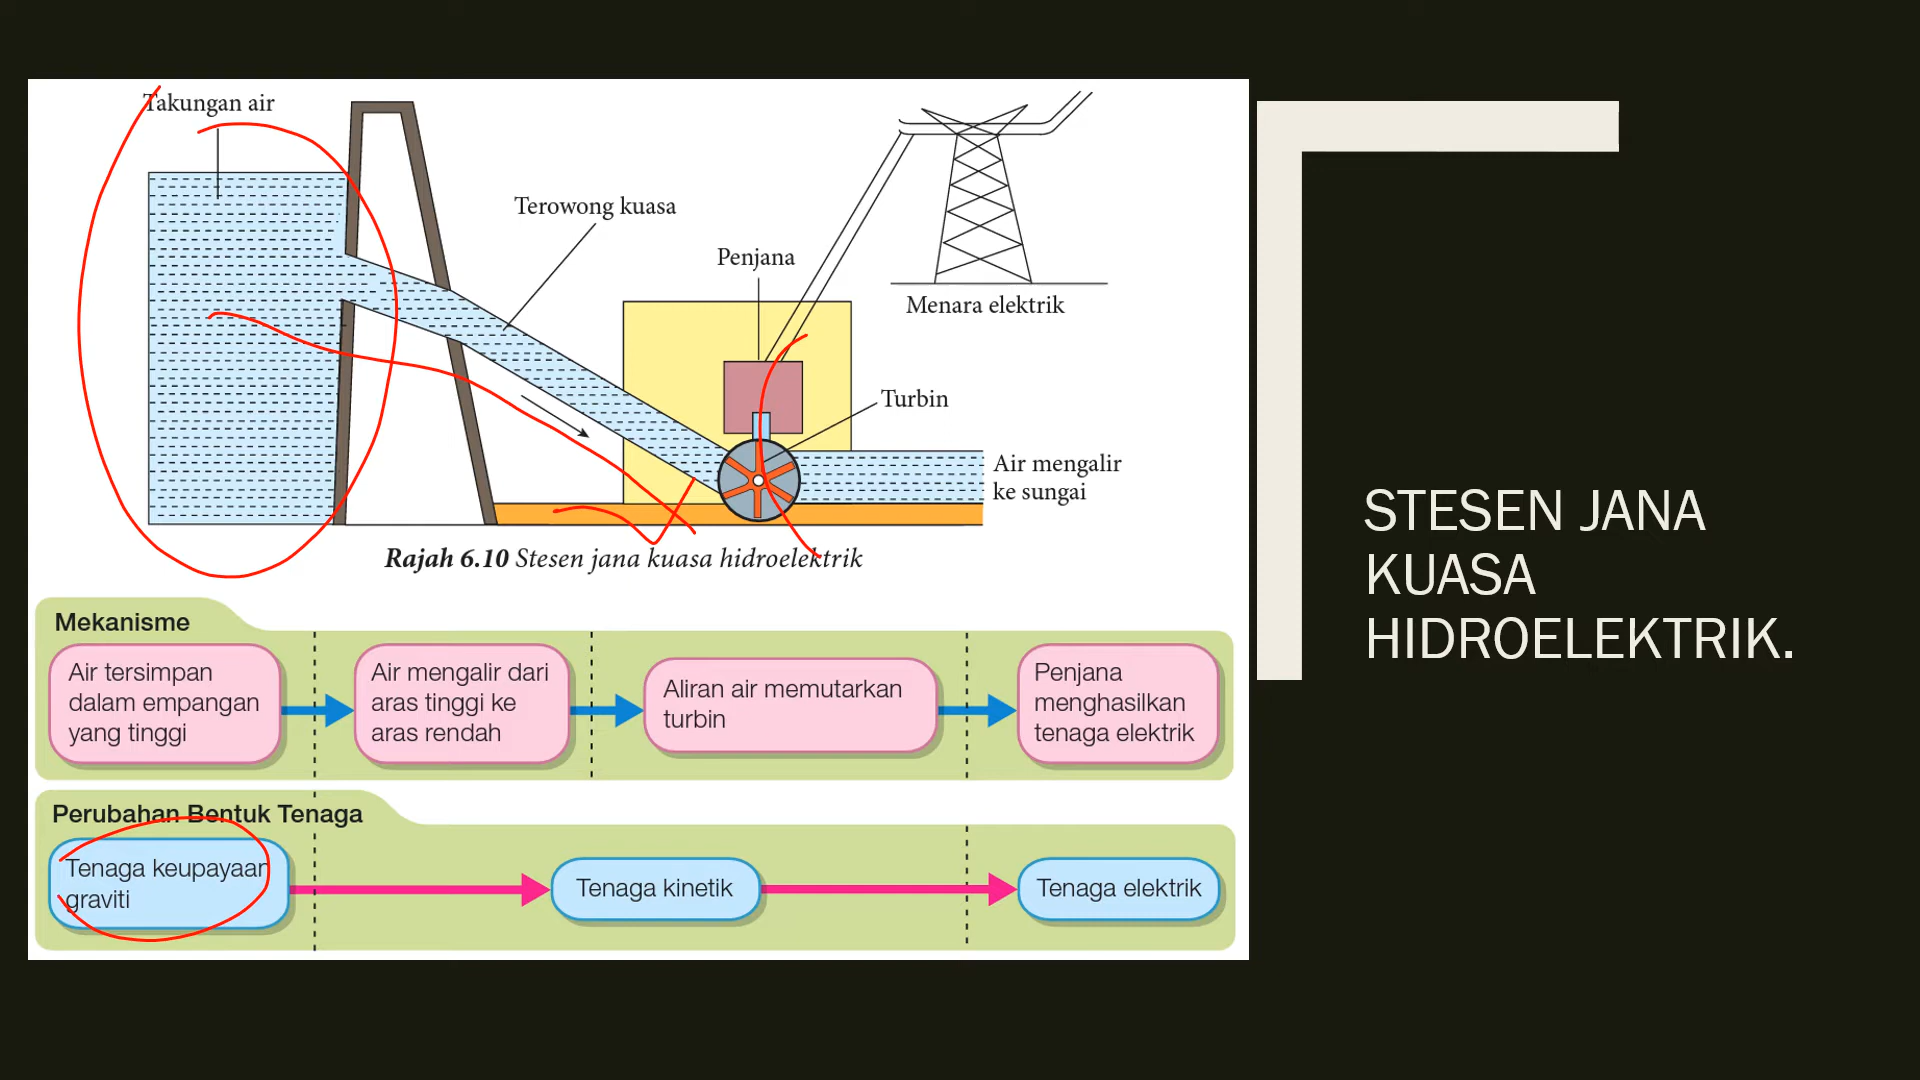 Takungan air
Terowong kuasa
Penjana
Menara elektrik
Turbin
Air mengalir
ke sungai
Rajah 6.10 Stesen jana kuasa hidroelektrik
Mekanisme
Air tersimpan
dalam empangan
yang tinggi
Air mengalir dari
aras tinggi ke
aras rendah
Aliran air memutarkan
turbin
Penjana
menghasilkan
tenaga elektrik
Perubahan Bentuk Tenaga
Tenaga keupayaan
graviti
Tenaga kinetik
Tenaga elektrik
STESEN JANA
KUASA
HIDROELEKTRIK.